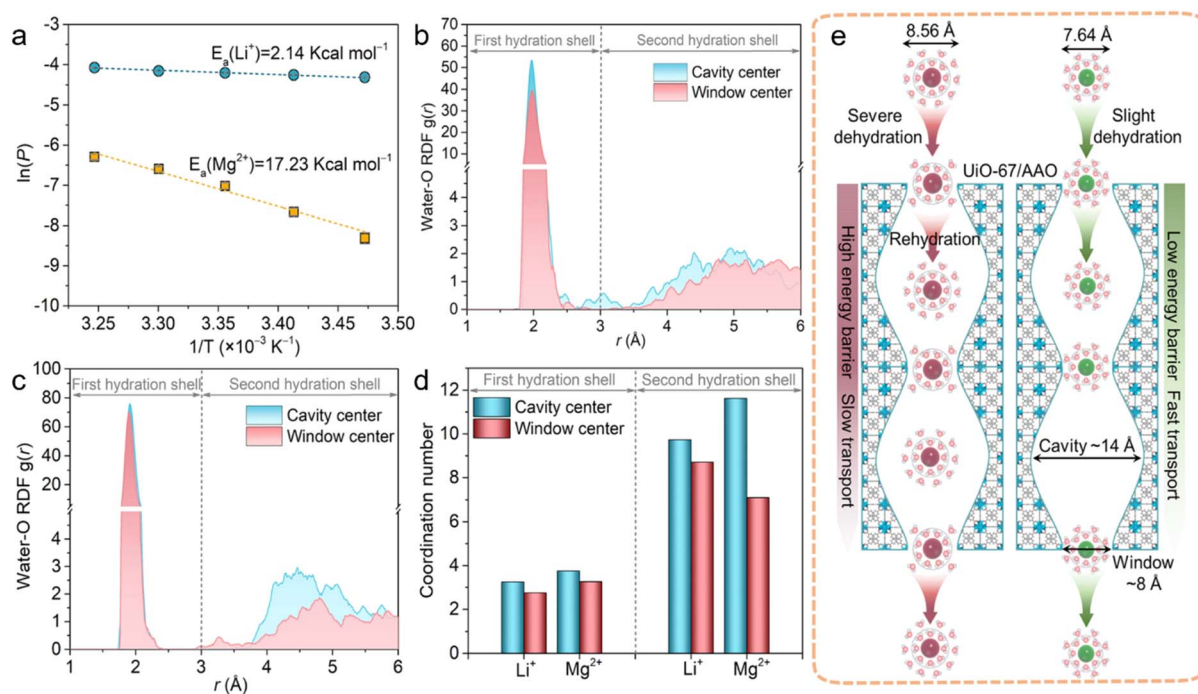 a
Eₐ(Li⁺)=2.14 Kcal mol⁻¹
Eₐ(Mg²⁺)=17.23 Kcal mol⁻¹
ln(P)
-2
-3
-4
-5
-6
-7
-8
-9
-10
3.25
3.30
3.35
3.40
3.45
3.50
1/T (×10⁻³ K⁻¹)
b
First hydration shell
Second hydration shell
Cavity center
Window center
Water-O RDF g(r)
70
60
50
40
30
20
10
5
4
3
2
1
0
1
2
3
4
5
6
r (Å)
c
First hydration shell
Second hydration shell
Cavity center
Window center
Water-O RDF g(r)
100
80
60
40
20
5
4
3
2
1
0
1
2
3
4
5
6
r (Å)
d
First hydration shell
Second hydration shell
Cavity center
Window center
Coordination number
12
10
8
6
4
2
0
Li⁺
Mg²⁺
Li⁺
Mg²⁺
e
8.56 Å
7.64 Å
Severe
dehydration
Slight
dehydration
UiO-67/AAO
Rehydration
High energy barrier
Slow transport
Low energy barrier
Fast transport
Cavity ~14 Å
Window
~8 Å